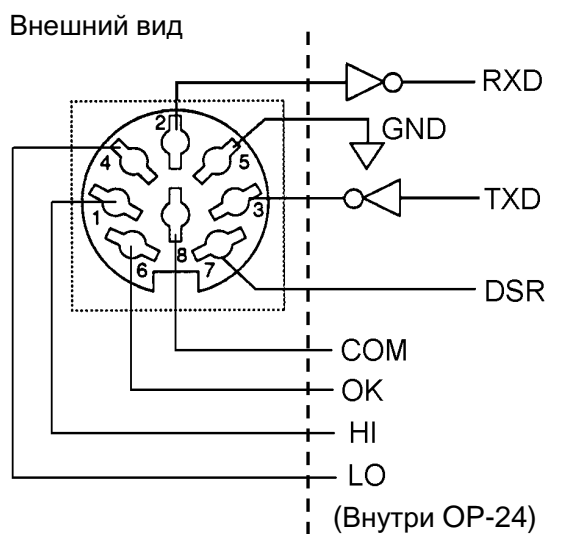 Внешний вид
RXD
GND
TXD
DSR
2
4
5
1
3
6
8
7
COM
OK
HI
LO
(Внутри OP-24)